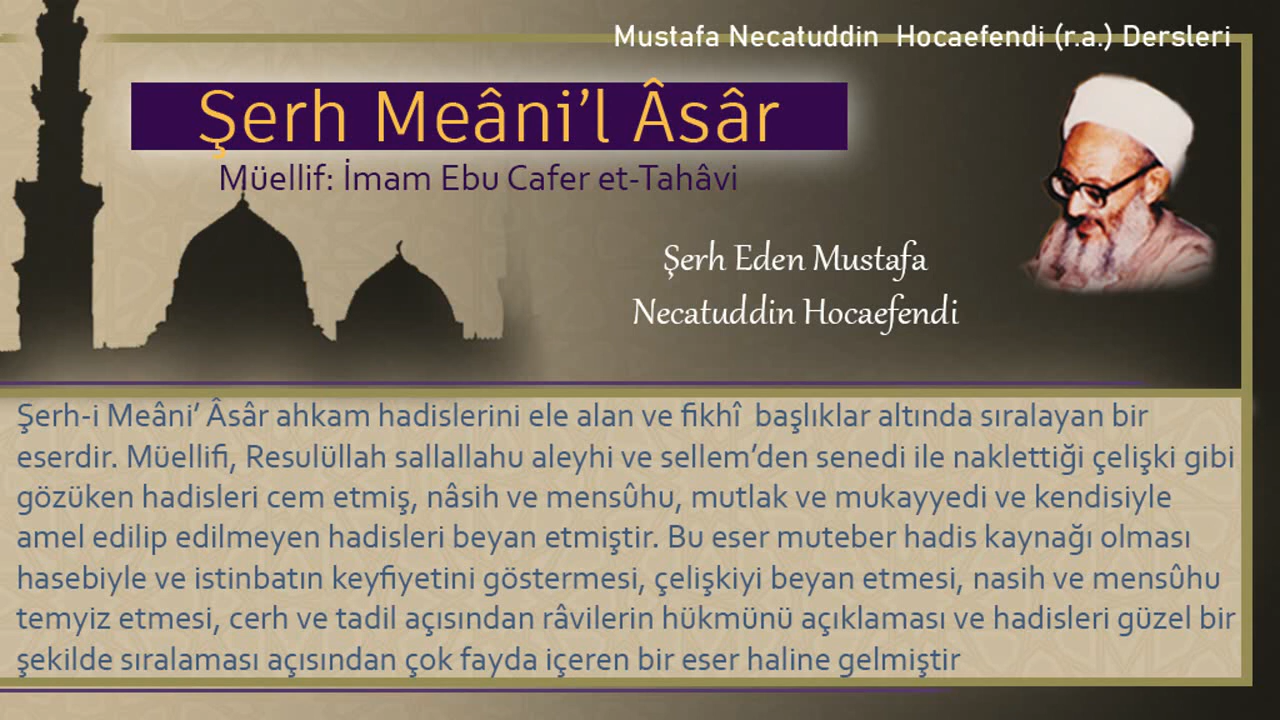 Mustafa Necatuddin Hocaefendi (r.a.) Dersleri
Şerh Meâni’l Âsâr
Müellif: İmam Ebu Cafer et-Tahâvi
Şerh Eden Mustafa
Necatuddin Hocaefendi
Şerh-i Meâni’ Âsâr ahkam hadislerini ele alan ve fikhî başlıklar altında sıralayan bir
eserdir. Müellifi, Resulüllah sallallahu aleyhi ve sellem’den senedi ile naklettiği çelişki gibi
gözüken hadisleri cem etmiş, nâsih ve mensûhu, mutlak ve mukayyedi ve kendisiyle
amel edilip edilmeyen hadisleri beyan etmiştir. Bu eser muteber hadis kaynağı olması
hasebiyle ve istinbatın keyfiyetini göstermesi, çelişkiyi beyan etmesi, nasih ve mensûhu
temyiz etmesi, cerh ve tadil açısından râvilerin hükmünü açıklaması ve hadisleri güzel bir
şekilde sıralaması açısından çok fayda içeren bir eser haline gelmiştir